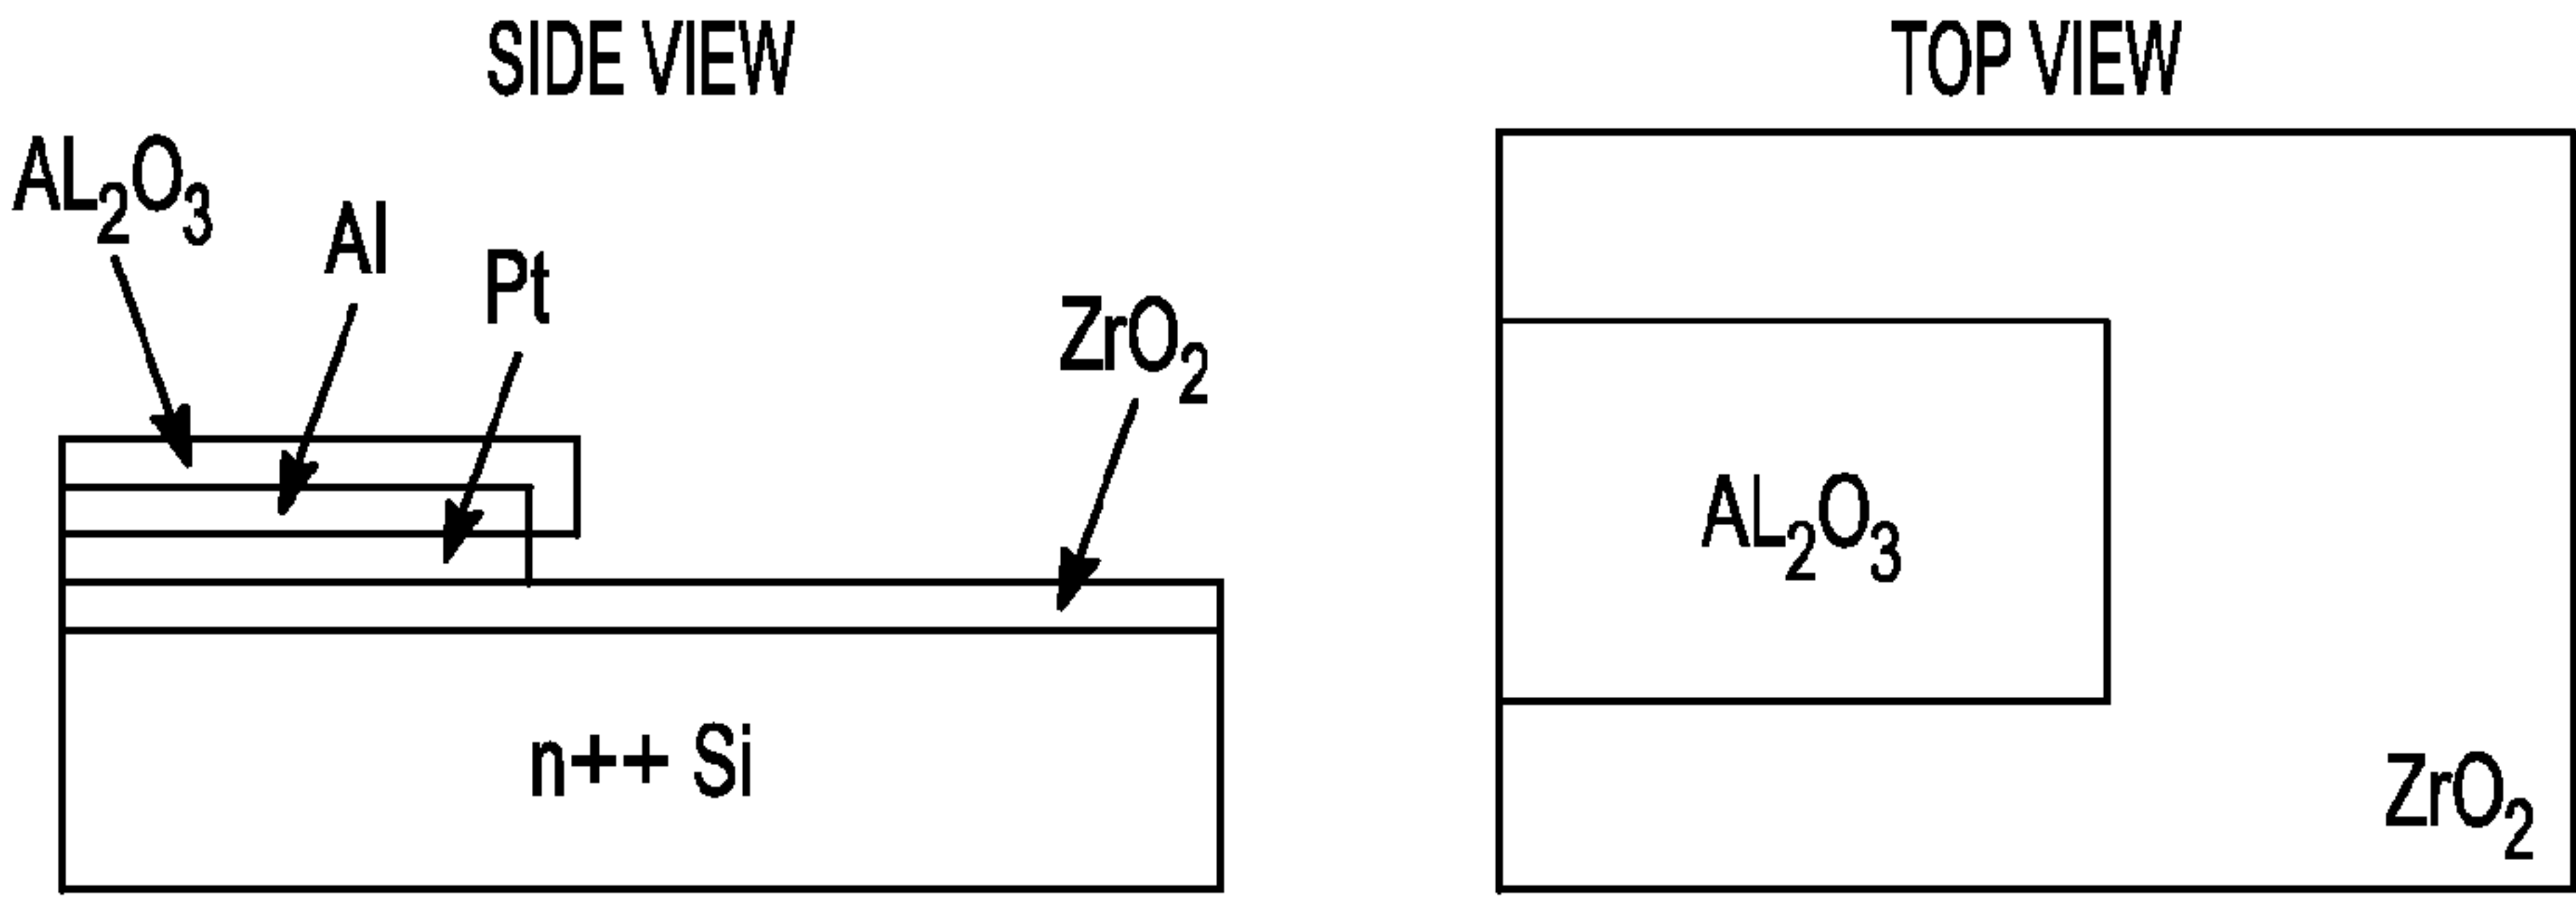 SIDE VIEW
TOP VIEW
AL₂O₃
Al
Pt
ZrO₂
n++ Si
AL₂O₃
ZrO₂